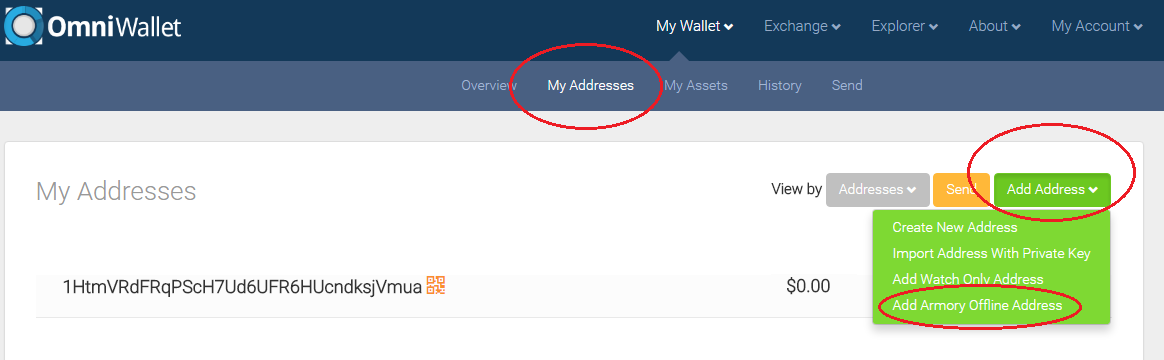 OmniWallet
My Wallet Exchange Explorer About My Account
Overview My Addresses My Assets History Send
My Addresses
View by Addresses Send Add Address
Create New Address
Import Address With Private Key
Add Watch Only Address
Add Armory Offline Address
1HtmVRdFRqPScH7Ud6UFR6HUcndksjVmua $0.00